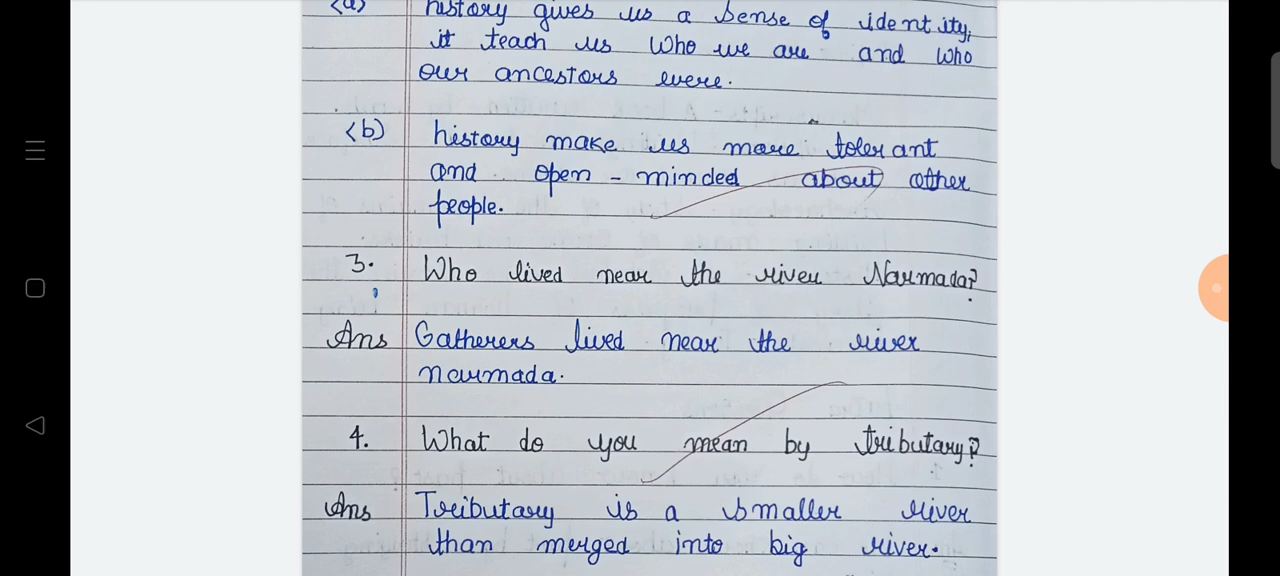 (a) history gives us a sense of identity,
it teach us who we are and who
our ancestors were.
(b) history make us more tolerant
and open - minded about other
people.
3. Who lived near the river Narmada?
Ans Gatherers lived near the river
narmada.
4. What do you mean by tributary?
Ans Tributary is a smaller river
than merged into big river.